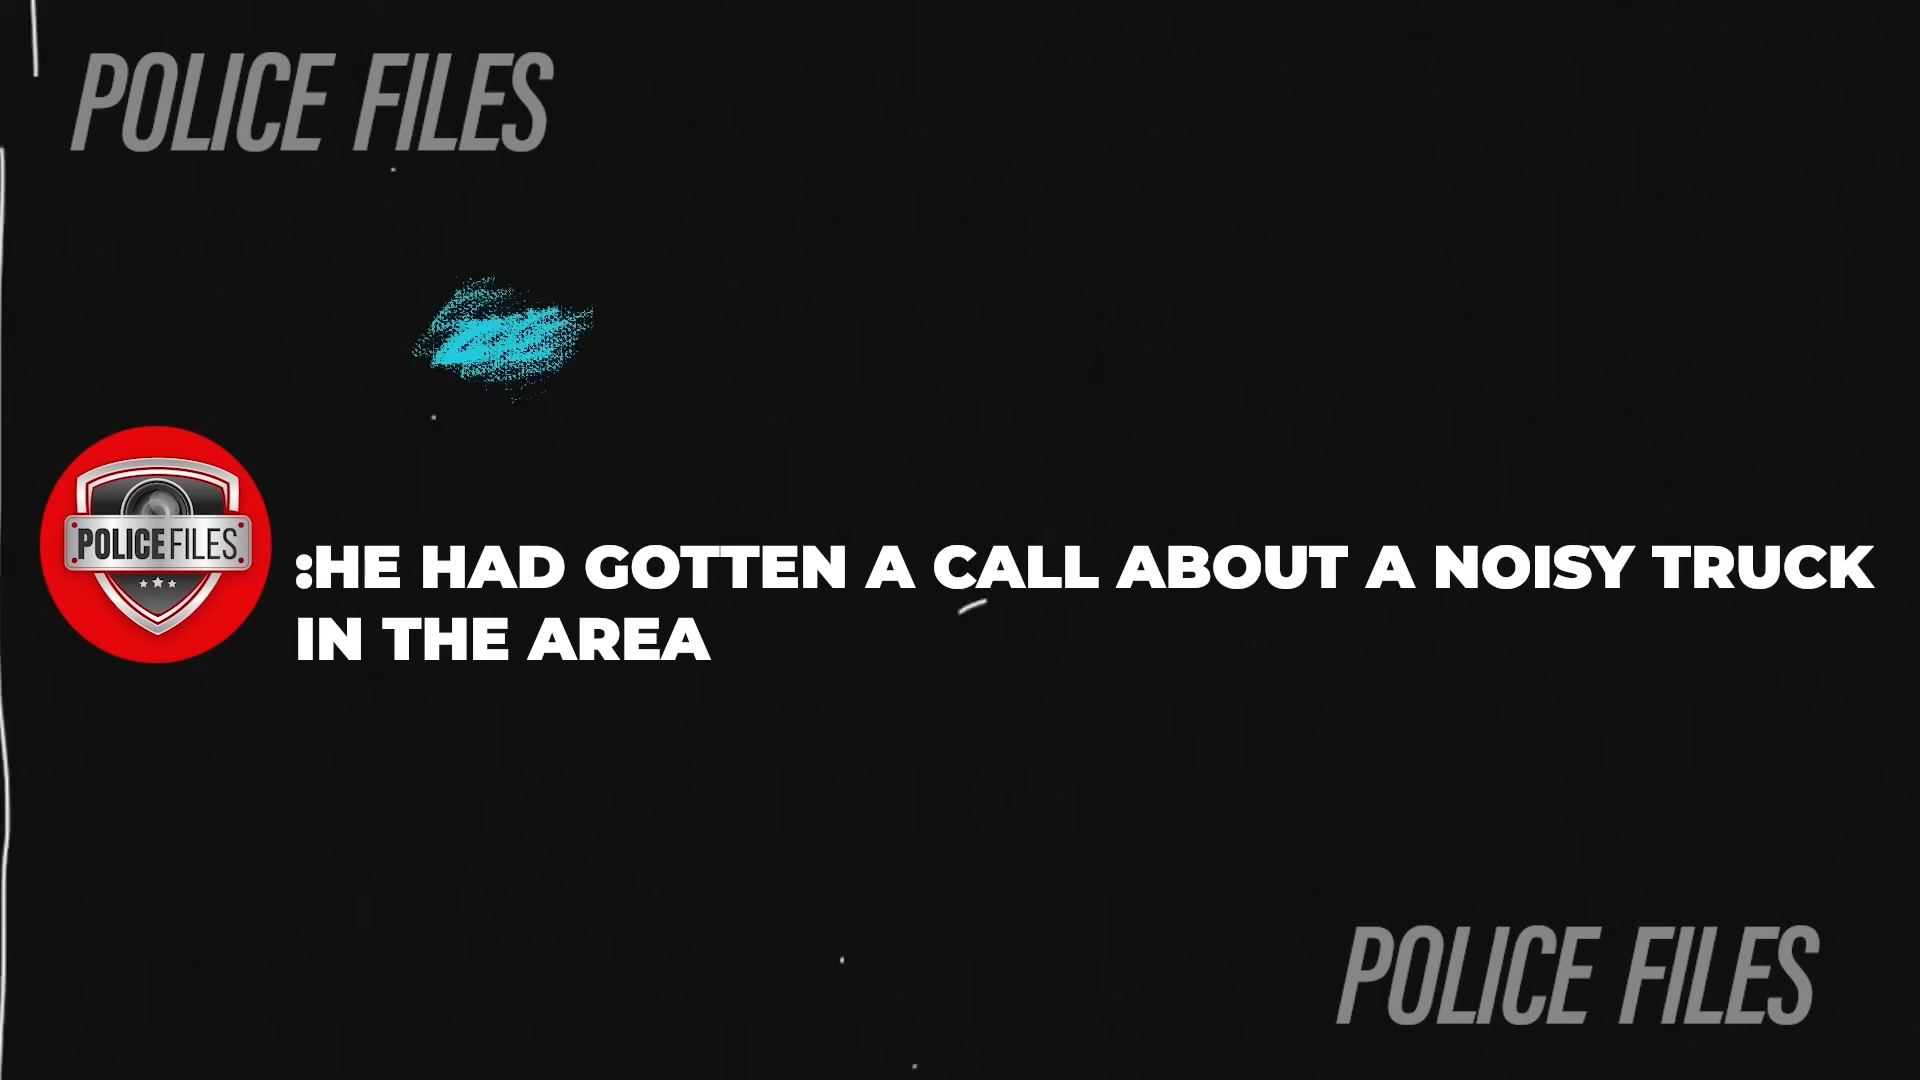 POLICE FILES
POLICE FILES
:HE HAD GOTTEN A CALL ABOUT A NOISY TRUCK
IN THE AREA
POLICE FILES